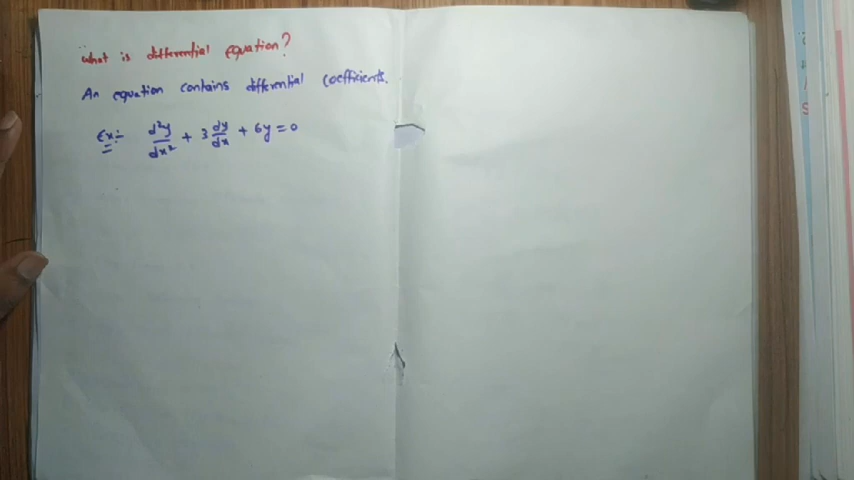 What is differential equation?
An equation contains differential coefficients.
Ex:- d²y/dx² + 3 dy/dx + 6y = 0